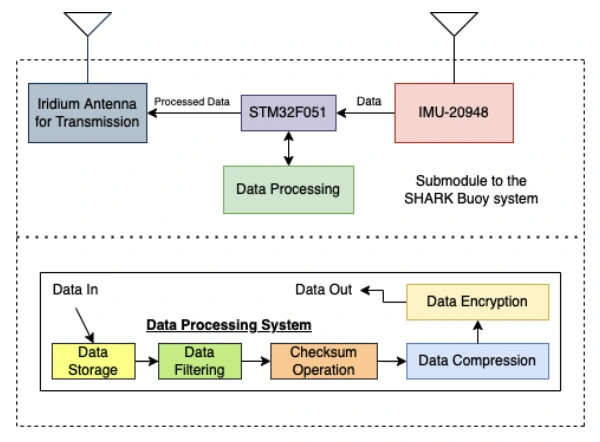 Iridium Antenna
for Transmission
Processed Data
STM32F051
Data
IMU-20948
Data Processing
Submodule to the
SHARK Buoy system
Data In
Data Out
Data Encryption
Data Processing System
Data
Storage
Data
Filtering
Checksum
Operation
Data Compression